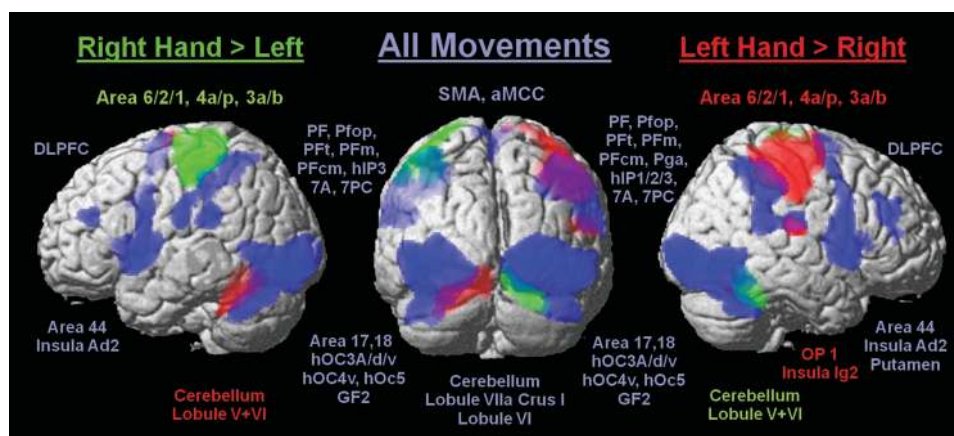 Right Hand > Left
All Movements
Left Hand > Right
Area 6/2/1, 4a/p, 3a/b
SMA, aMCC
Area 6/2/1, 4a/p, 3a/b
DLPFC
PF, Pfop,
PFt, PFm,
PFcm, hIP3
7A, 7PC
PF, Pfop,
PFt, PFm,
PFcm, Pga,
hIP1/2/3,
7A, 7PC
DLPFC
Area 44
Insula Ad2
Cerebellum
Lobule V+VI
Area 17,18
hOC3A/d/v
hOC4v, hOc5
GF2
Cerebellum
Lobule VIIa Crus I
Lobule VI
Area 17,18
hOC3A/d/v
hOC4v, hOc5
GF2
OP 1
Insula Ig2
Cerebellum
Lobule V+VI
Area 44
Insula Ad2
Putamen